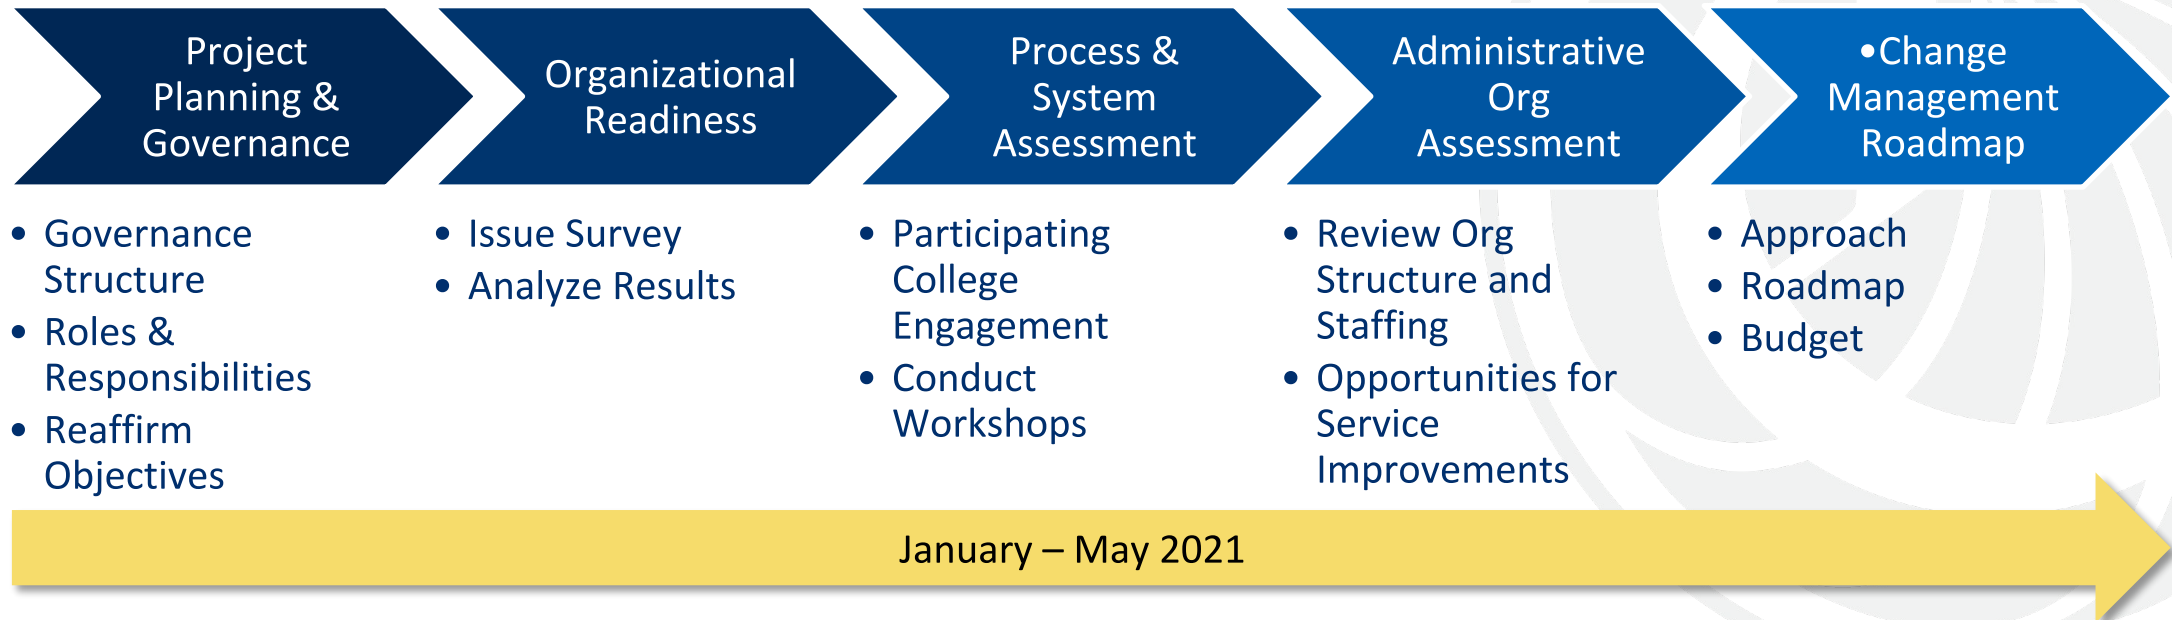 Project
Planning &
Governance
Organizational
Readiness
Process &
System
Assessment
Administrative
Org
Assessment
•Change
Management
Roadmap
• Governance
Structure
• Roles &
Responsibilities
• Reaffirm
Objectives
• Issue Survey
• Analyze Results
• Participating
College
Engagement
• Conduct
Workshops
• Review Org
Structure and
Staffing
• Opportunities for
Service
Improvements
• Approach
• Roadmap
• Budget
January – May 2021